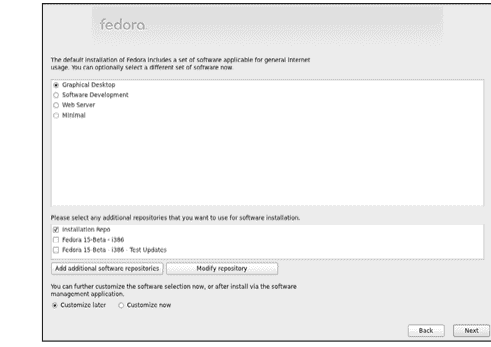 fedora
The default installation of Fedora includes a set of software applicable for general internet
usage. You can optionally select a different set of software now.
Graphical Desktop
Software Development
Web Server
Minimal
Please select any additional repositories that you want to use for software installation.
Installation Repo
Fedora 15-Beta - i386
Fedora 15-Beta - i386 - Test Updates
Add additional software repositories Modify repository
You can further customize the software selection now, or after install via the software
management application.
Customize later Customize now
Back Next